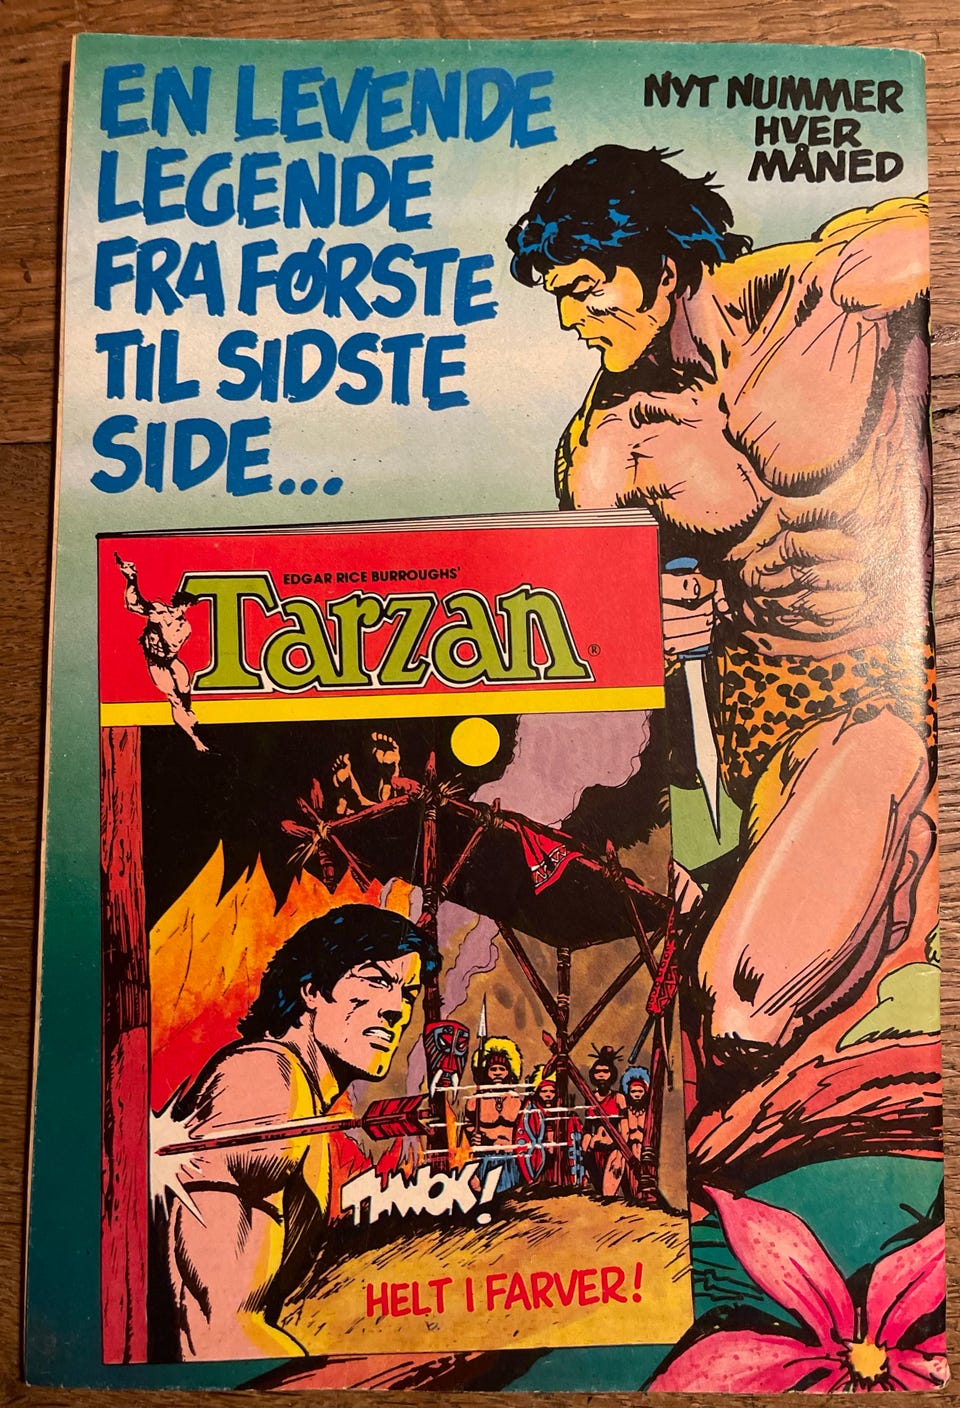 EN LEVENDE
LEGENDE
FRA FØRSTE
TIL SIDSTE
SIDE...
NYT NUMMER
HVER
MÅNED
EDGAR RICE BURROUGHS'
Tarzan®
THWOK!
HELT I FARVER!